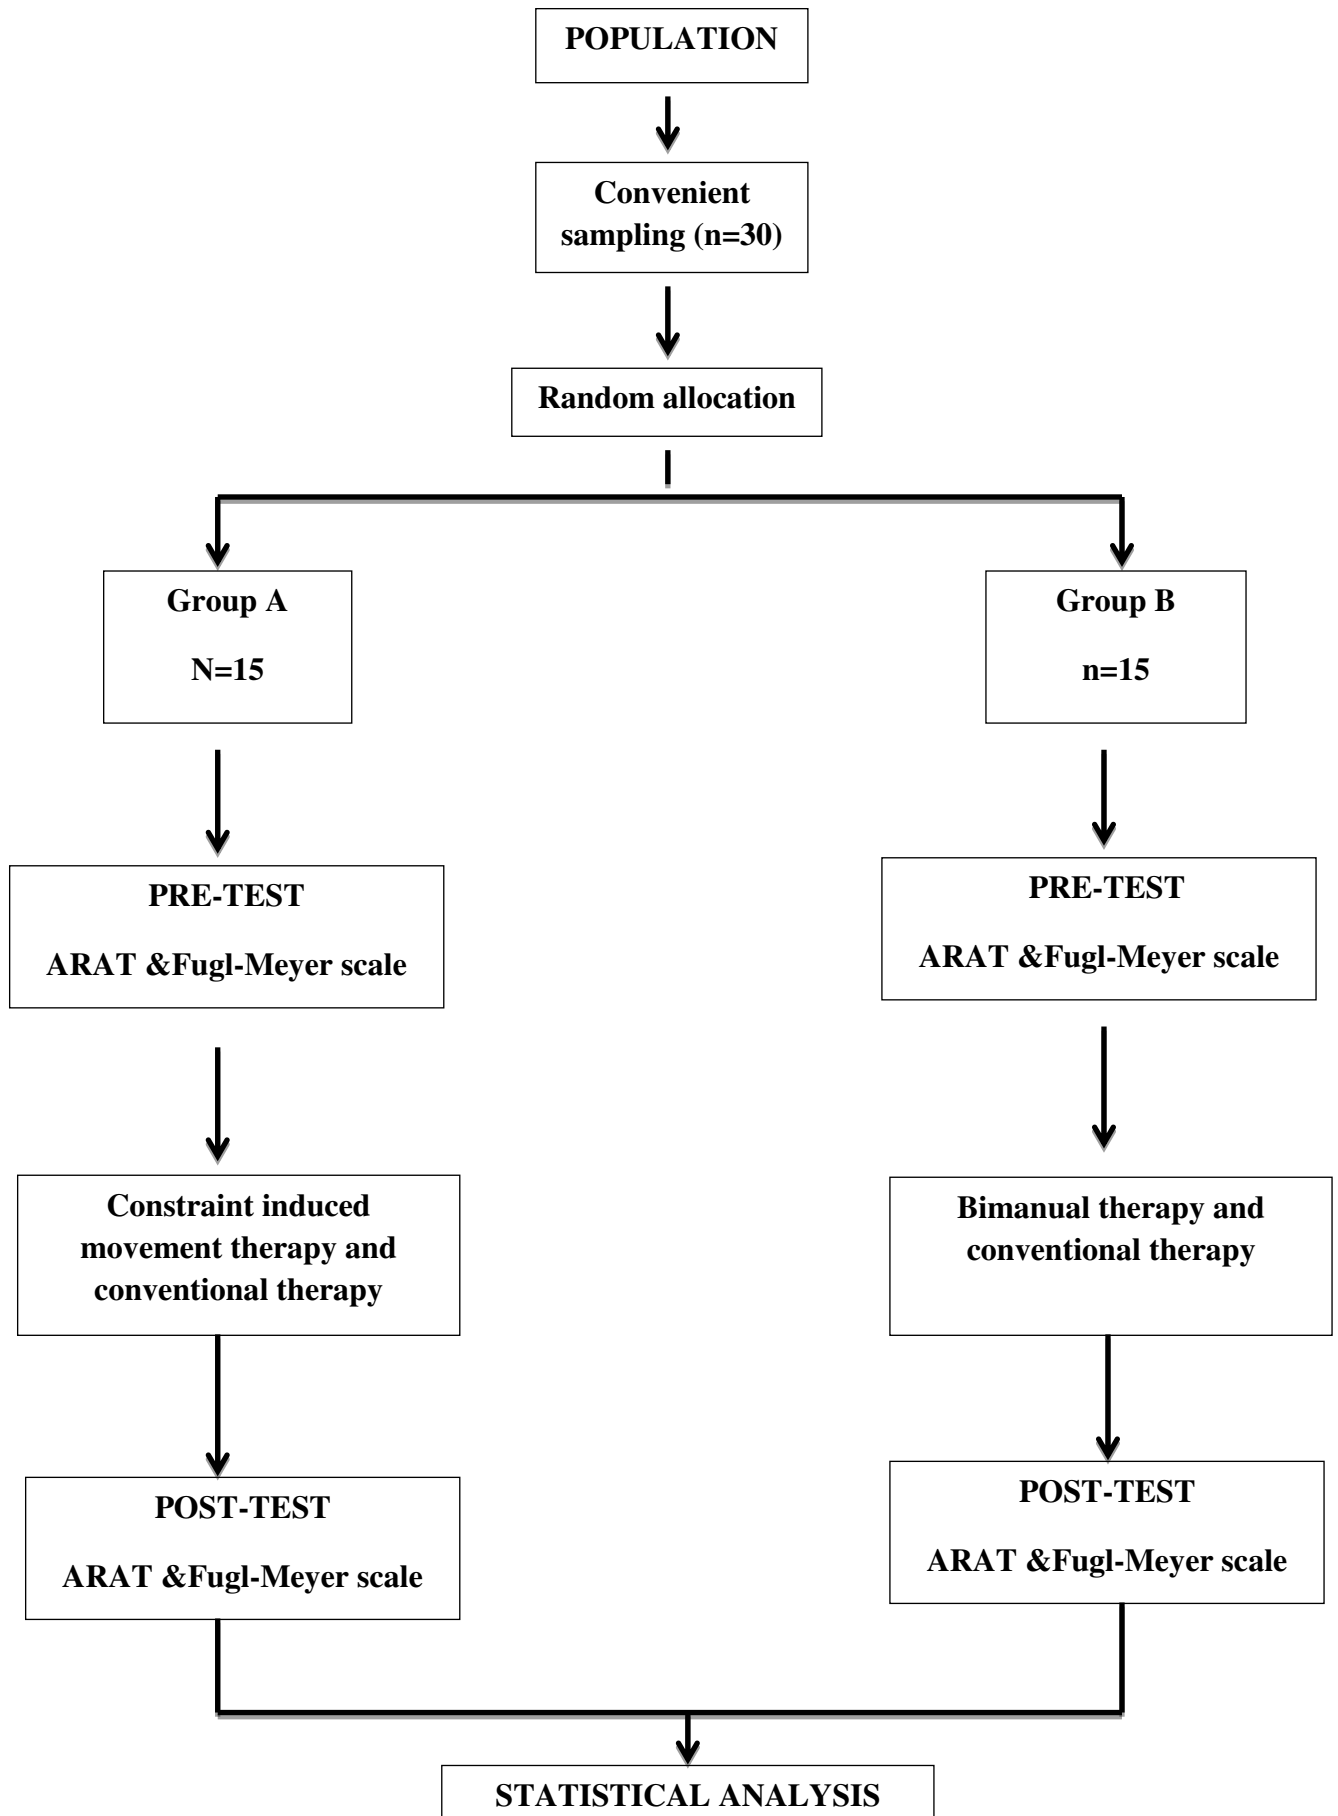 POPULATION
Convenient
sampling (n=30)
Random allocation
Group A
N=15
Group B
n=15
PRE-TEST
ARAT &Fugl-Meyer scale
PRE-TEST
ARAT &Fugl-Meyer scale
Constraint induced
movement therapy and
conventional therapy
Bimanual therapy and
conventional therapy
POST-TEST
ARAT &Fugl-Meyer scale
POST-TEST
ARAT &Fugl-Meyer scale
STATISTICAL ANALYSIS